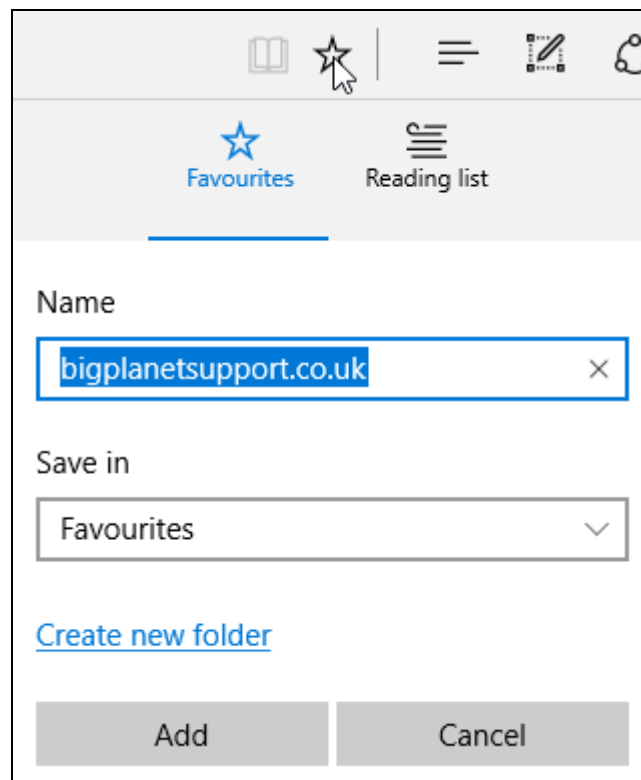 Favourites
Reading list
Name
bigplanetsupport.co.uk
Save in
Favourites
Create new folder
Add
Cancel